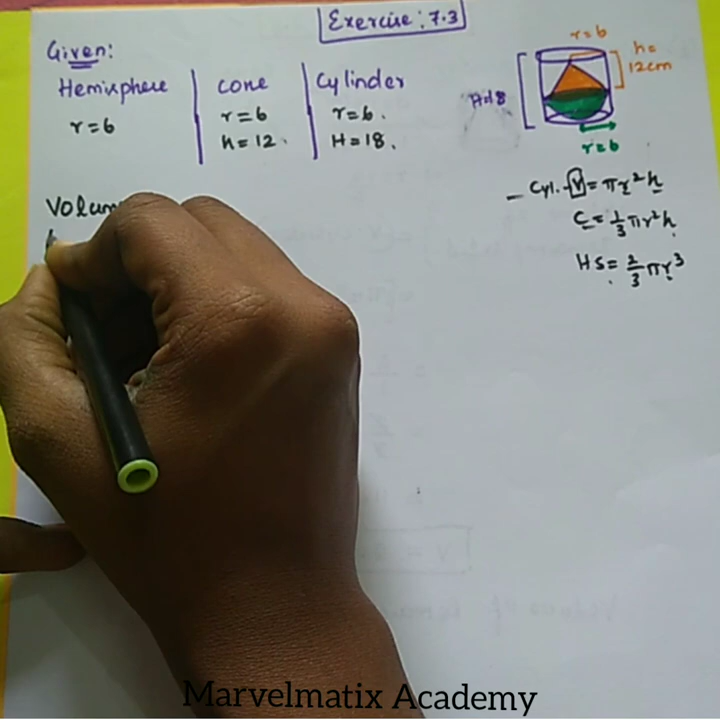 Exercise: 7.3
Given:
Hemisphere | cone | Cylinder
r=6 | r=6 | r=6.
h=12 | H=18.
r=6
h=
12cm
H=18
r=6
Cyl.-V=πr²h
C=⅓πr²h
HS=⅔πr³
Volum
Marvelmatix Academy